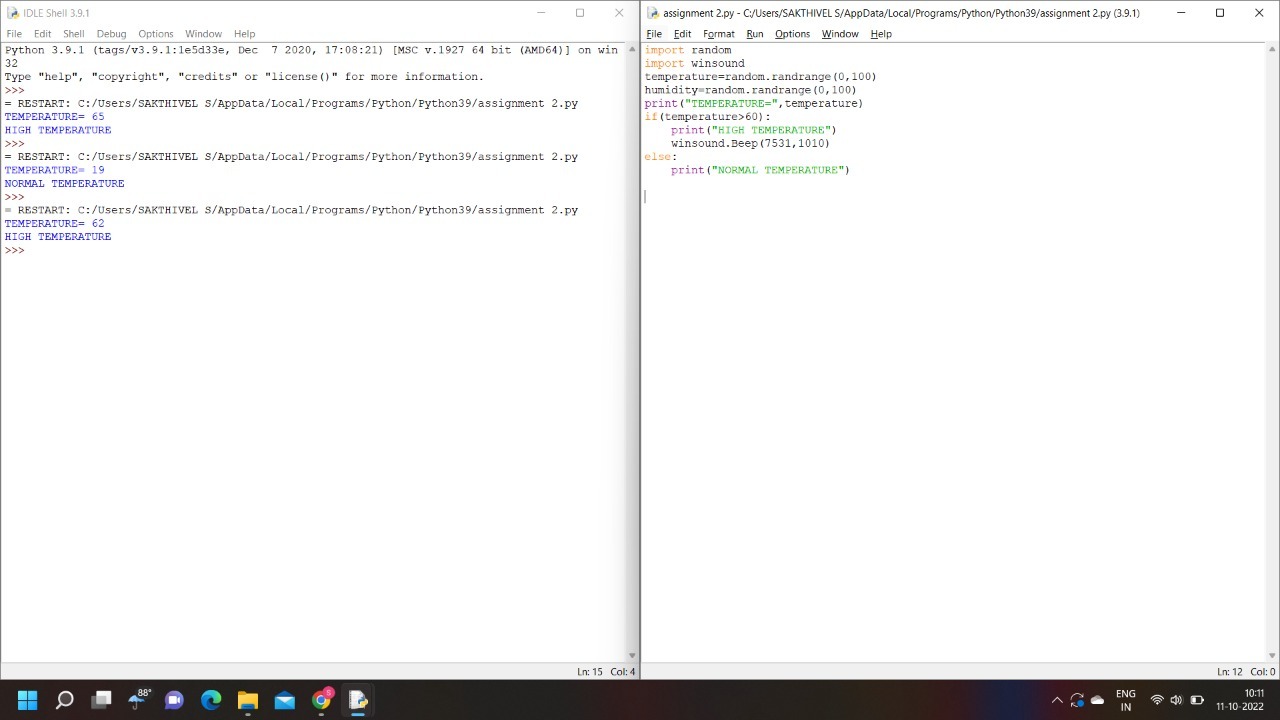 IDLE Shell 3.9.1
File Edit Shell Debug Options Window Help
Python 3.9.1 (tags/v3.9.1:1e5d33e, Dec  7 2020, 17:08:21) [MSC v.1927 64 bit (AMD64)] on win
32
Type "help", "copyright", "credits" or "license()" for more information.
>>>
= RESTART: C:/Users/SAKTHIVEL S/AppData/Local/Programs/Python/Python39/assignment 2.py
TEMPERATURE= 65
HIGH TEMPERATURE
>>>
= RESTART: C:/Users/SAKTHIVEL S/AppData/Local/Programs/Python/Python39/assignment 2.py
TEMPERATURE= 19
NORMAL TEMPERATURE
>>>
= RESTART: C:/Users/SAKTHIVEL S/AppData/Local/Programs/Python/Python39/assignment 2.py
TEMPERATURE= 62
HIGH TEMPERATURE
>>>
Ln: 15 Col: 4
assignment 2.py - C:/Users/SAKTHIVEL S/AppData/Local/Programs/Python/Python39/assignment 2.py (3.9.1)
File Edit Format Run Options Window Help
import random
import winsound
temperature=random.randrange(0,100)
humidity=random.randrange(0,100)
print("TEMPERATURE=",temperature)
if(temperature>60):
    print("HIGH TEMPERATURE")
    winsound.Beep(7531,1010)
else:
    print("NORMAL TEMPERATURE")
Ln: 12 Col: 0
88°
S
ENG
IN
10:11
11-10-2022